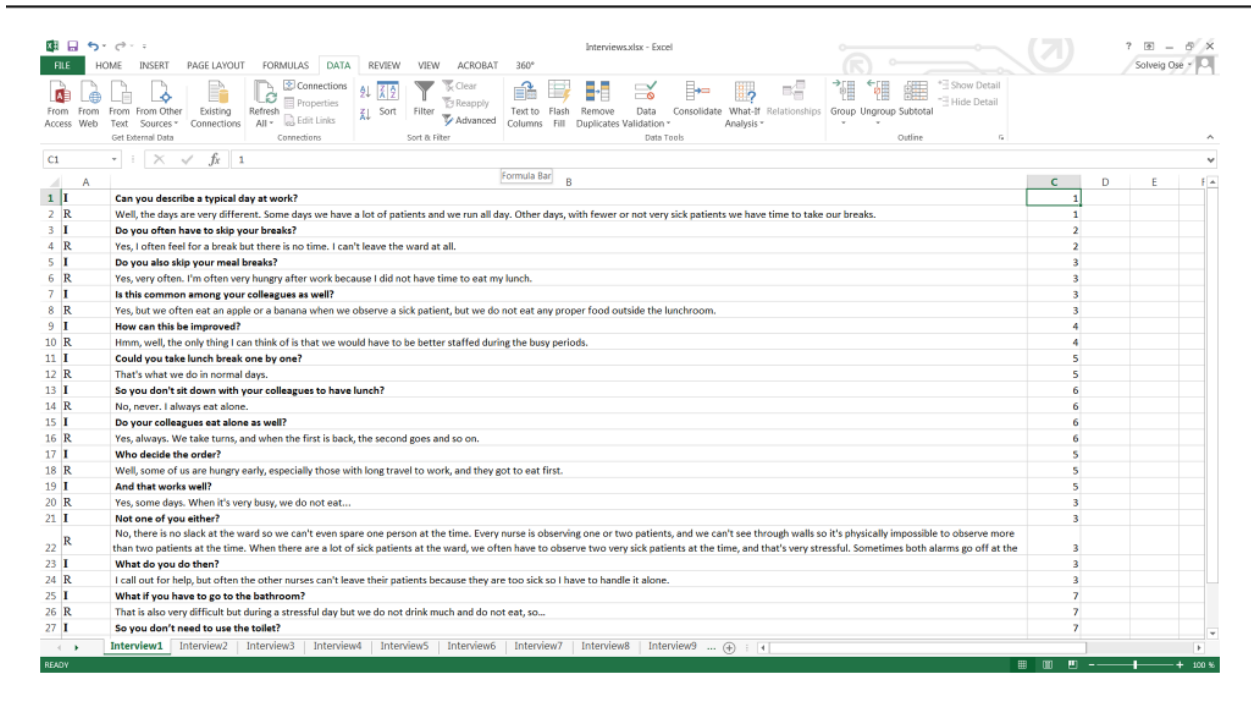 Interviews.xlsx - Excel
FILE HOME INSERT PAGE LAYOUT FORMULAS DATA REVIEW VIEW ACROBAT 360° Solveig Ose
From Access From Web From Text From Other Sources Existing Connections Refresh All Connections Properties Edit Links Sort Filter Clear Reapply Advanced Text to Columns Flash Fill Remove Duplicates Data Validation Consolidate What-If Analysis Relationships Group Ungroup Subtotal Show Detail Hide Detail
Get External Data Connections Sort & Filter Data Tools Outline
C1 fx 1
Formula Bar
A B C D E F
1 I Can you describe a typical day at work? 1
2 R Well, the days are very different. Some days we have a lot of patients and we run all day. Other days, with fewer or not very sick patients we have time to take our breaks. 1
3 I Do you often have to skip your breaks? 2
4 R Yes, I often feel for a break but there is no time. I can't leave the ward at all. 2
5 I Do you also skip your meal breaks? 3
6 R Yes, very often. I'm often very hungry after work because I did not have time to eat my lunch. 3
7 I Is this common among your colleagues as well? 3
8 R Yes, but we often eat an apple or a banana when we observe a sick patient, but we do not eat any proper food outside the lunchroom. 3
9 I How can this be improved? 4
10 R Hmm, well, the only thing I can think of is that we would have to be better staffed during the busy periods. 4
11 I Could you take lunch break one by one? 5
12 R That's what we do in normal days. 5
13 I So you don't sit down with your colleagues to have lunch? 6
14 R No, never. I always eat alone. 6
15 I Do your colleagues eat alone as well? 6
16 R Yes, always. We take turns, and when the first is back, the second goes and so on. 6
17 I Who decide the order? 5
18 R Well, some of us are hungry early, especially those with long travel to work, and they got to eat first. 5
19 I And that works well? 5
20 R Yes, some days. When it's very busy, we do not eat... 3
21 I Not one of you either? 3
22 R No, there is no slack at the ward so we can't even spare one person at the time. Every nurse is observing one or two patients, and we can't see through walls so it's physically impossible to observe more
than two patients at the time. When there are a lot of sick patients at the ward, we often have to observe two very sick patients at the time, and that's very stressful. Sometimes both alarms go off at the 3
23 I What do you do then? 3
24 R I call out for help, but often the other nurses can't leave their patients because they are too sick so I have to handle it alone. 3
25 I What if you have to go to the bathroom? 7
26 R That is also very difficult but during a stressful day but we do not drink much and do not eat, so... 7
27 I So you don't need to use the toilet? 7
Interview1 Interview2 Interview3 Interview4 Interview5 Interview6 Interview7 Interview8 Interview9 ...
READY 100 %